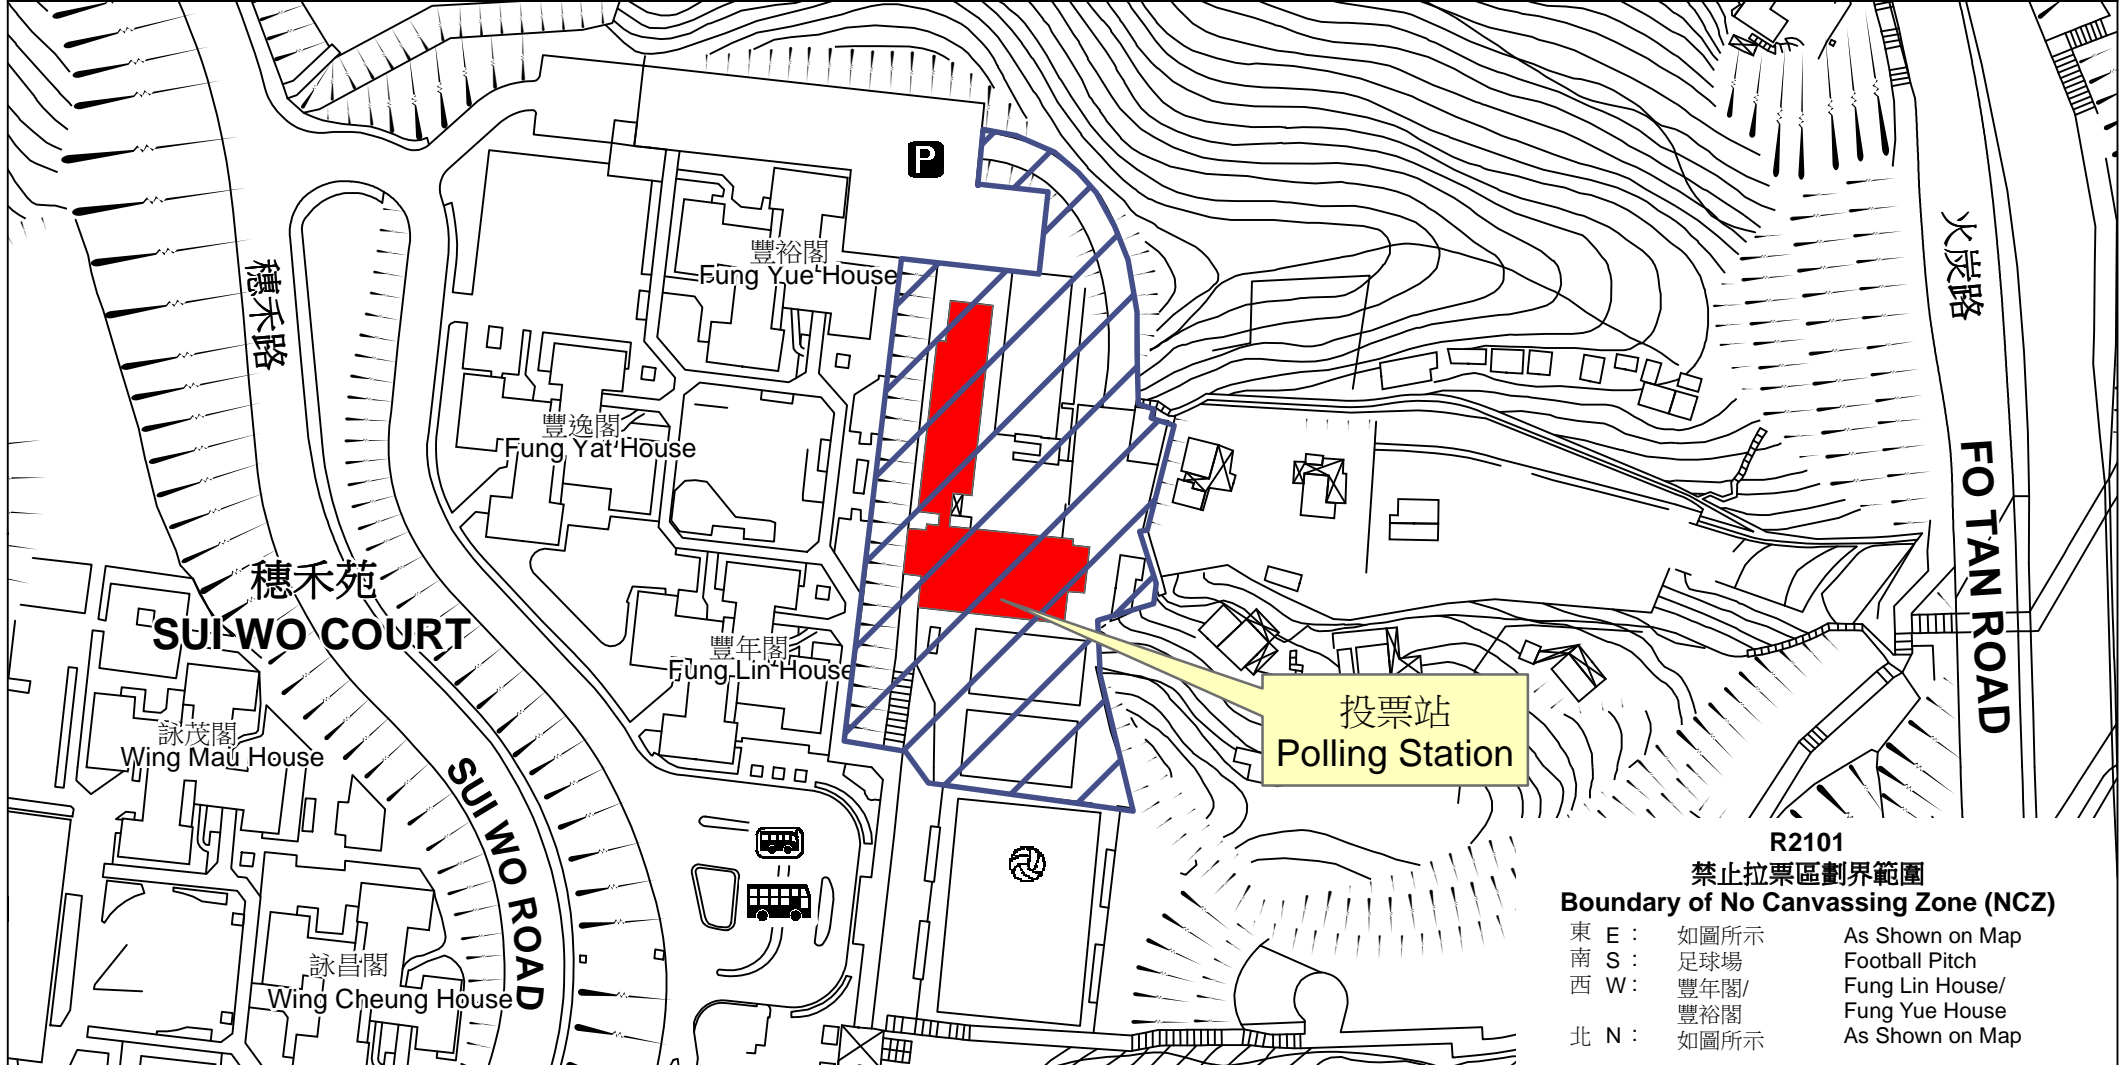 P
豐裕閣
Fung Yue House
穗禾路
火炭路
豐逸閣
Fung Yat House
FO TAN ROAD
穗禾苑
SUI WO COURT
豐年閣
Fung Lin House
投票站
Polling Station
詠茂閣
Wing Mau House
SUI WO ROAD
詠昌閣
Wing Cheung House
R2101
禁止拉票區劃界範圍
Boundary of No Canvassing Zone (NCZ)
東 E : 如圖所示 As Shown on Map
南 S : 足球場 Football Pitch
西 W : 豐年閣/ Fung Lin House/
豐裕閣 Fung Yue House
北 N : 如圖所示 As Shown on Map